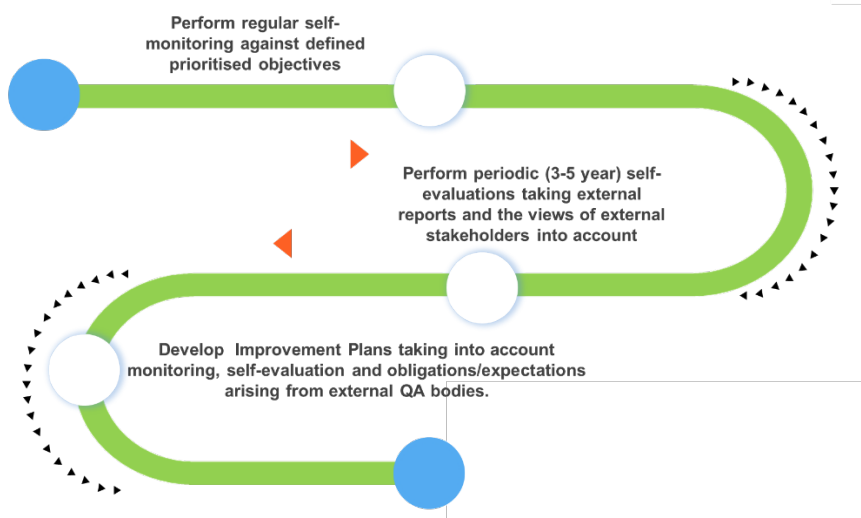 Perform regular self-
monitoring against defined
prioritised objectives
Perform periodic (3-5 year) self-
evaluations taking external
reports and the views of external
stakeholders into account
Develop Improvement Plans taking into account
monitoring, self-evaluation and obligations/expectations
arising from external QA bodies.